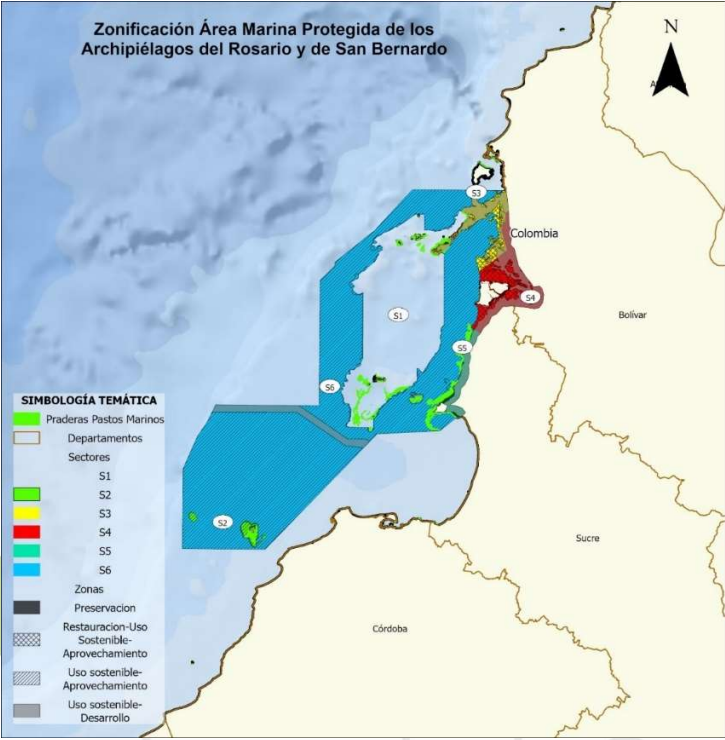 Zonificación Área Marina Protegida de los
Archipiélagos del Rosario y de San Bernardo
N
S3
Colombia
S4
S1
Bolívar
S5
S6
SIMBOLOGÍA TEMÁTICA
Praderas Pastos Marinos
Departamentos
Sectores
S1
S2
S3
S4
S5
S6
Zonas
Preservacion
Restauracion-Uso
Sostenible-
Aprovechamiento
Uso sostenible-
Aprovechamiento
Uso sostenible-
Desarrollo
S2
Sucre
Córdoba